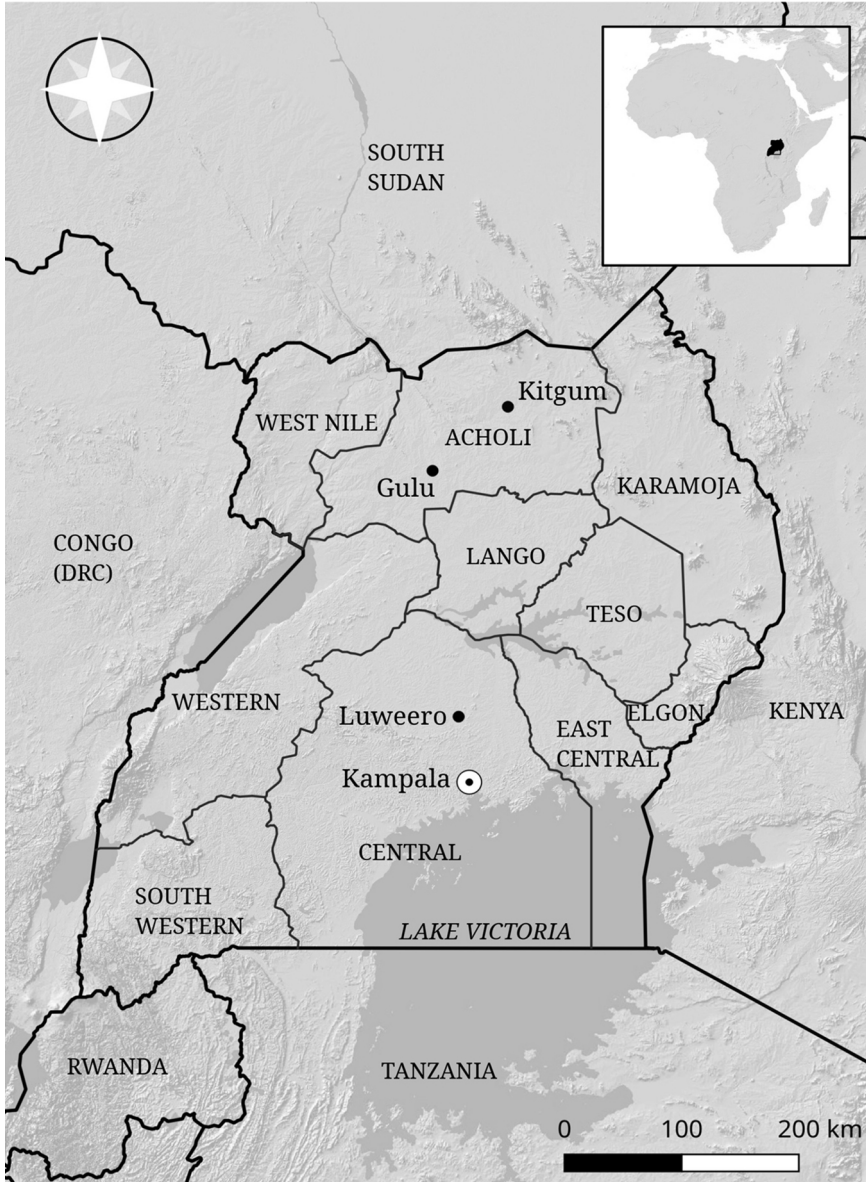 SOUTH
SUDAN
Kitgum
WEST NILE
ACHOLI
Gulu
KARAMOJA
CONGO
(DRC)
LANGO
TESO
WESTERN
Luweero
ELGON
KENYA
EAST
CENTRAL
Kampala
CENTRAL
SOUTH
WESTERN
LAKE VICTORIA
RWANDA
TANZANIA
0 100 200 km